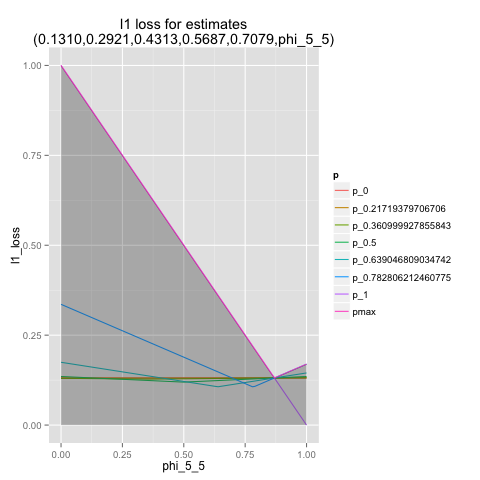 l1 loss for estimates
(0.1310,0.2921,0.4313,0.5687,0.7079,phi_5_5)
1.00
0.75
0.50
0.25
0.00
l1_loss
0.00 0.25 0.50 0.75 1.00
phi_5_5
p
p_0
p_0.21719379706706
p_0.360999927855843
p_0.5
p_0.639046809034742
p_0.782806212460775
p_1
pmax